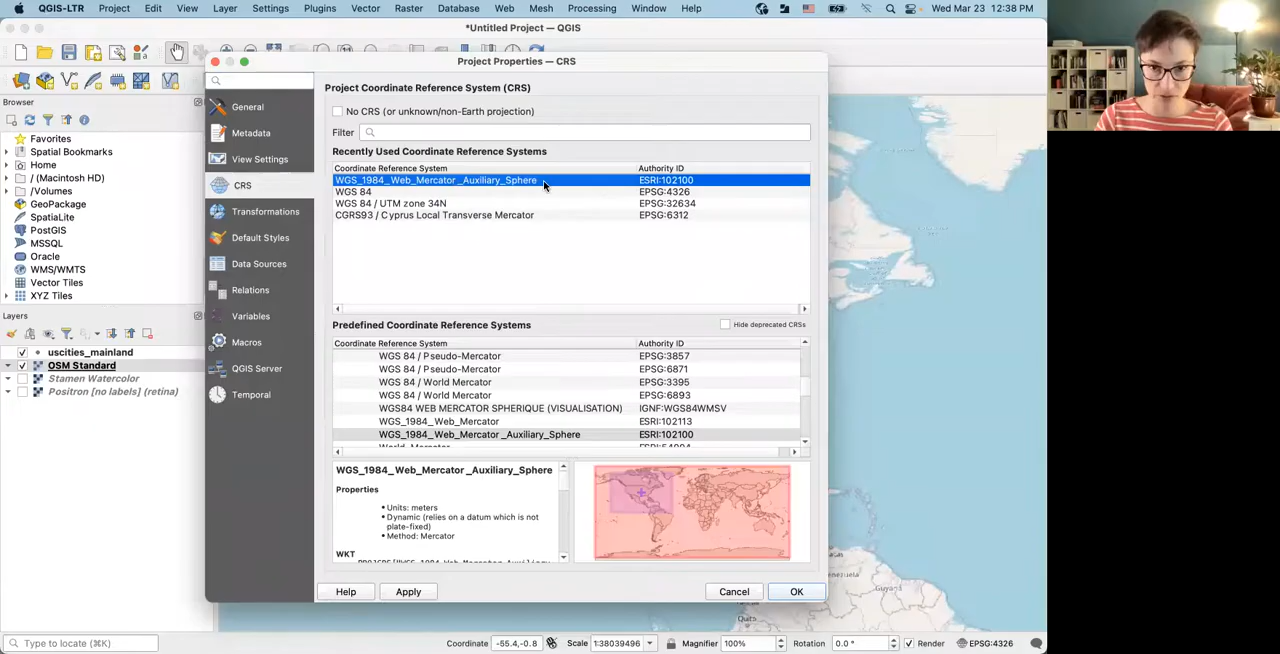 QGIS-LTR Project Edit View Layer Settings Plugins Vector Raster Database Web Mesh Processing Window Help Wed Mar 23 12:38 PM
*Untitled Project — QGIS
Project Properties — CRS
Browser
Favorites
Spatial Bookmarks
Home
/ (Macintosh HD)
/Volumes
GeoPackage
SpatiaLite
PostGIS
MSSQL
Oracle
WMS/WMTS
Vector Tiles
XYZ Tiles
Layers
uscities_mainland
OSM Standard
Stamen Watercolor
Positron [no labels] (retina)
General
Metadata
View Settings
CRS
Transformations
Default Styles
Data Sources
Relations
Variables
Macros
QGIS Server
Temporal
Project Coordinate Reference System (CRS)
No CRS (or unknown/non-Earth projection)
Filter
Recently Used Coordinate Reference Systems
Coordinate Reference System Authority ID
WGS_1984_Web_Mercator_Auxiliary_Sphere ESRI:102100
WGS 84 EPSG:4326
WGS 84 / UTM zone 34N EPSG:32634
CGRS93 / Cyprus Local Transverse Mercator EPSG:6312
Predefined Coordinate Reference Systems Hide deprecated CRSs
Coordinate Reference System Authority ID
WGS 84 / Pseudo-Mercator EPSG:3857
WGS 84 / Pseudo-Mercator EPSG:6871
WGS 84 / World Mercator EPSG:3395
WGS 84 / World Mercator EPSG:6893
WGS84 WEB MERCATOR SPHERIQUE (VISUALISATION) IGNF:WGS84WMSV
WGS_1984_Web_Mercator ESRI:102113
WGS_1984_Web_Mercator_Auxiliary_Sphere ESRI:102100
WGS_1984_Web_Mercator_Auxiliary_Sphere
Properties
• Units: meters
• Dynamic (relies on a datum which is not
plate-fixed)
• Method: Mercator
WKT
Help Apply Cancel OK
Guyana
Quito
Type to locate (⌘K) Coordinate -55.4,-0.8 Scale 1:38039496 Magnifier 100% Rotation 0.0 ° Render EPSG:4326